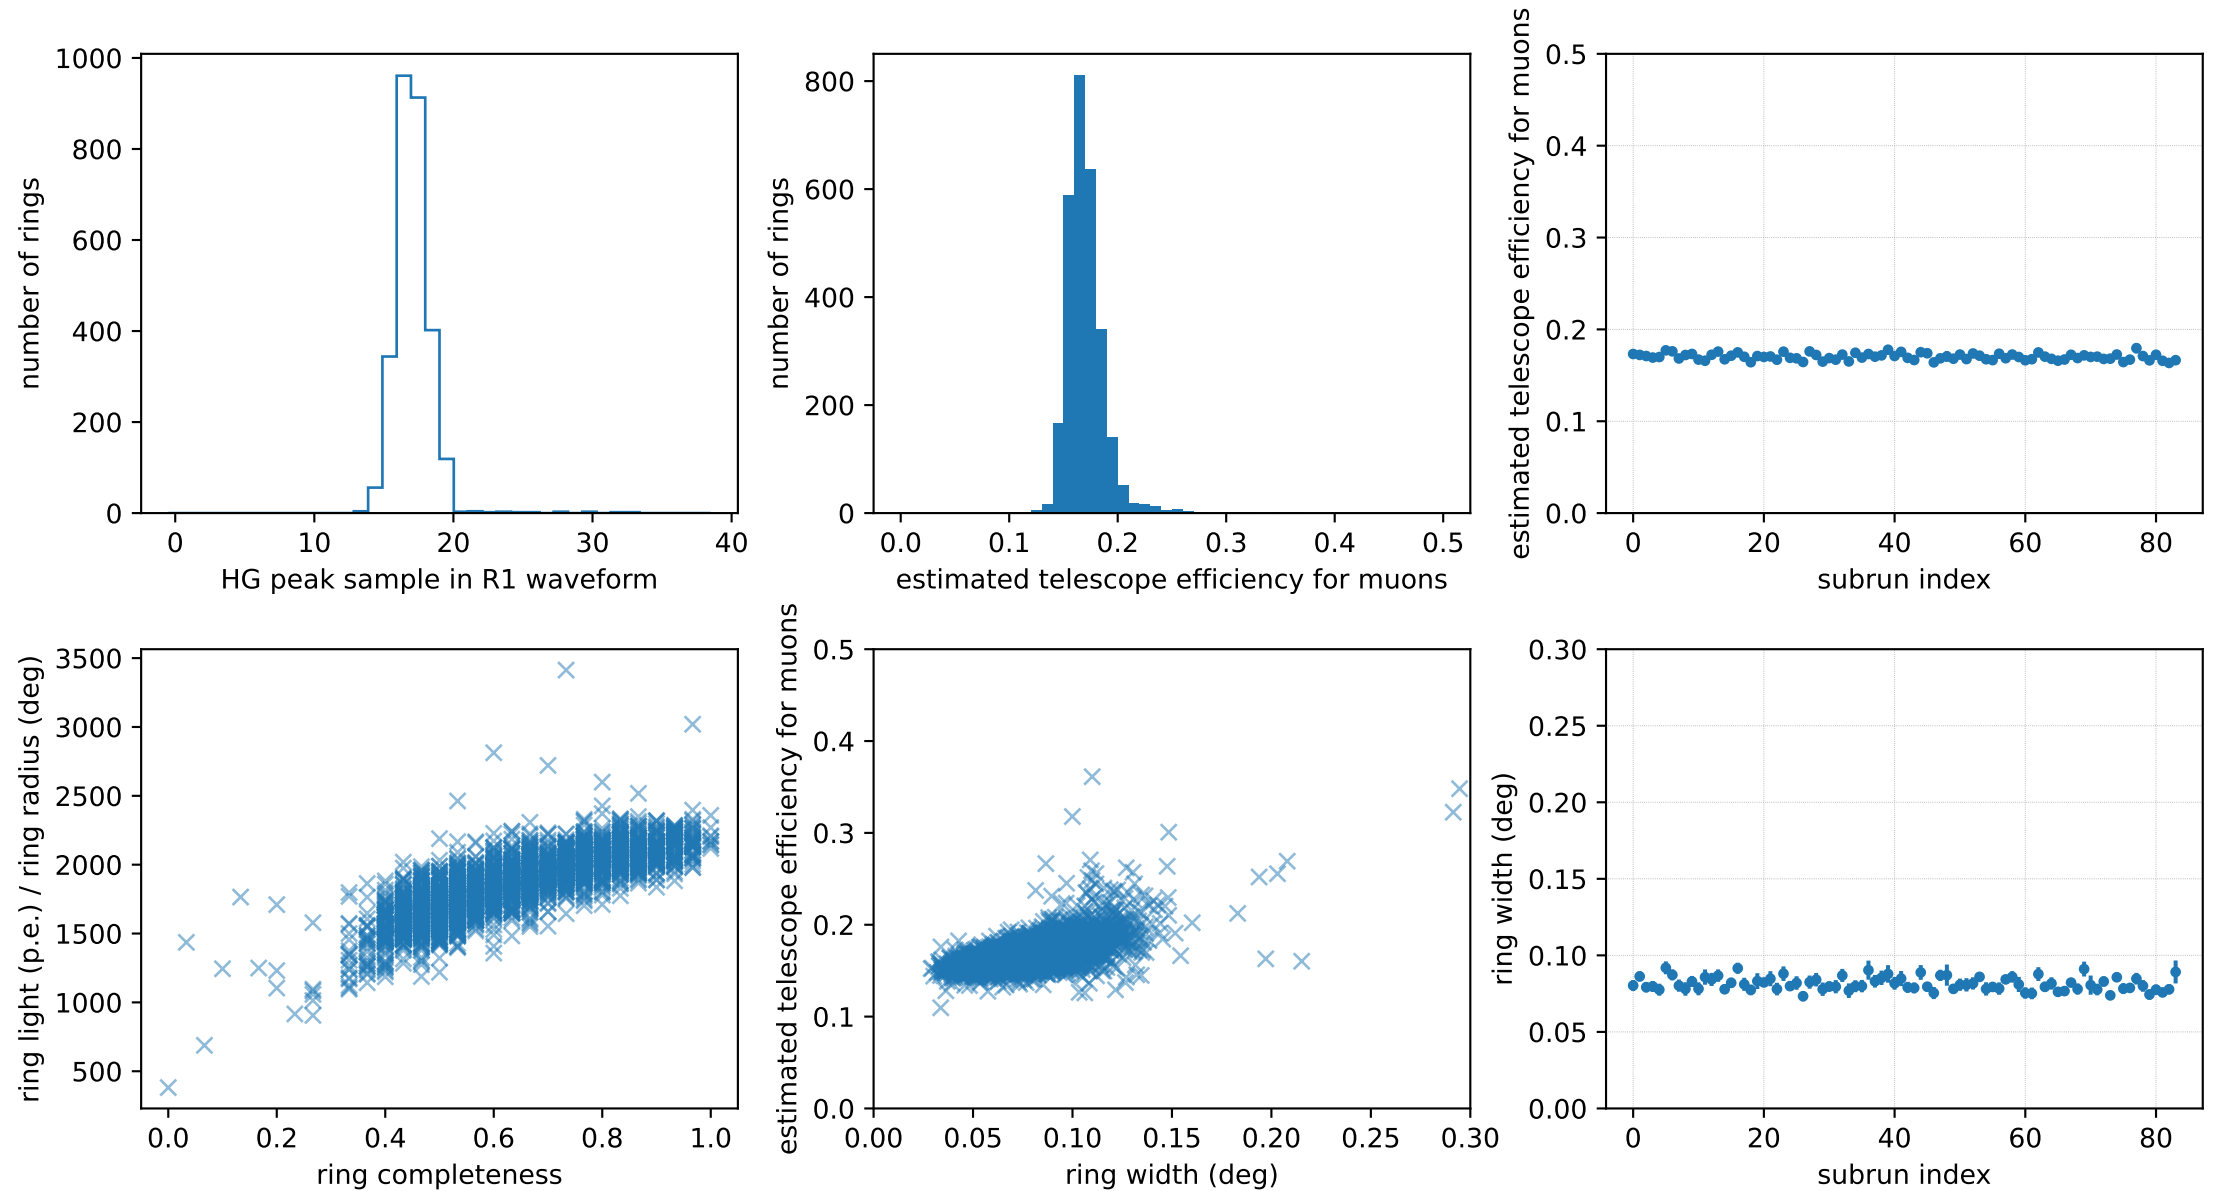 1000
800
600
400
200
0
number of rings
0 10 20 30 40
HG peak sample in R1 waveform
800
600
400
200
0
number of rings
0.0 0.1 0.2 0.3 0.4 0.5
estimated telescope efficiency for muons
0.5
0.4
0.3
0.2
0.1
0.0
estimated telescope efficiency for muons
0 20 40 60 80
subrun index
3500
3000
2500
2000
1500
1000
500
ring light (p.e.) / ring radius (deg)
0.0 0.2 0.4 0.6 0.8 1.0
ring completeness
0.5
0.4
0.3
0.2
0.1
0.0
estimated telescope efficiency for muons
0.00 0.05 0.10 0.15 0.20 0.25 0.30
ring width (deg)
0.30
0.25
0.20
0.15
0.10
0.05
0.00
ring width (deg)
0 20 40 60 80
subrun index